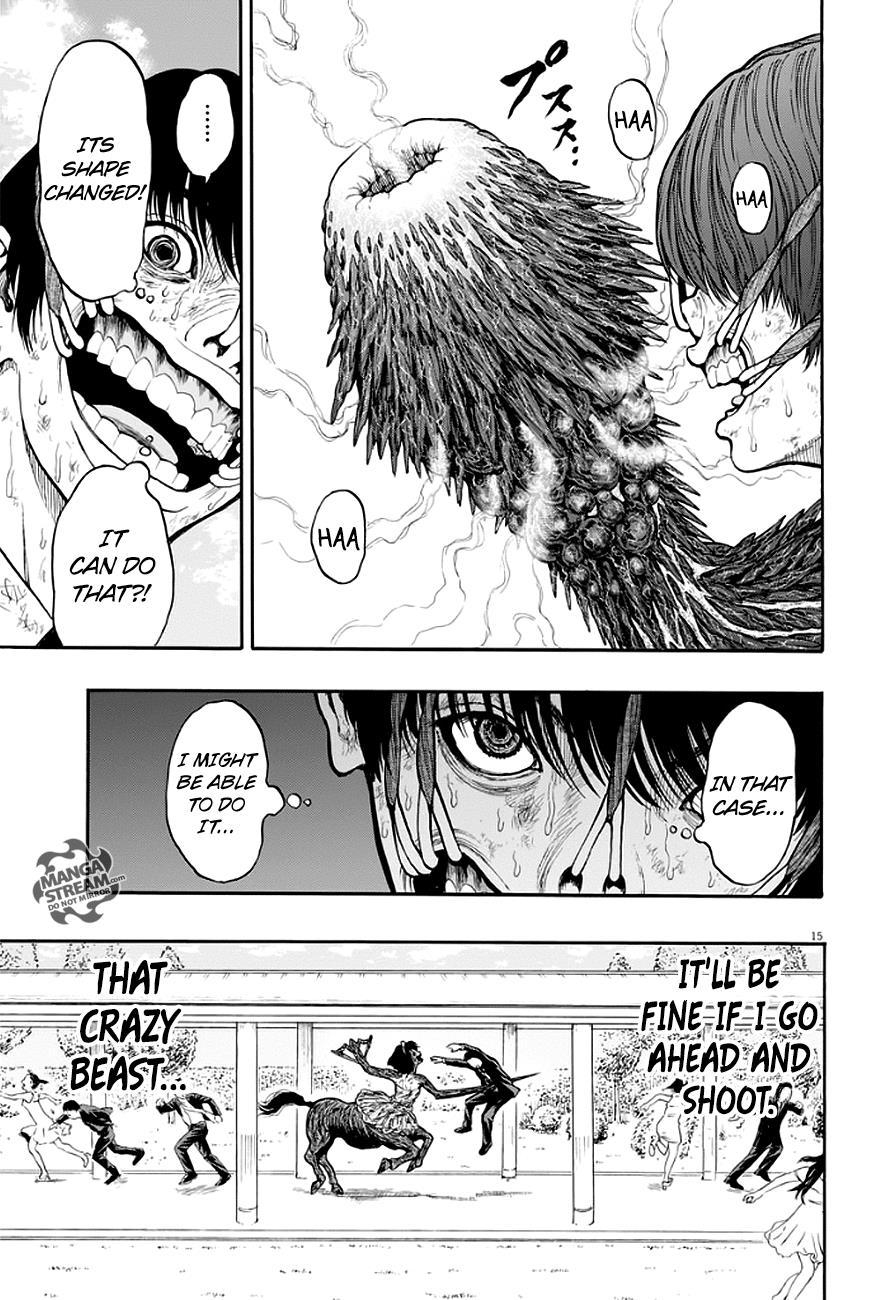 HAA
HAA
プスス…
HAA
……
ITS
SHAPE
CHANGED!
IT
CAN DO
THAT?!
IN THAT
CASE...
I MIGHT
BE ABLE
TO DO
IT...
MANGA
STREAM.com
DO NOT MIRROR
15
IT'LL BE
FINE IF I GO
AHEAD AND
SHOOT.
THAT
CRAZY
BEAST...